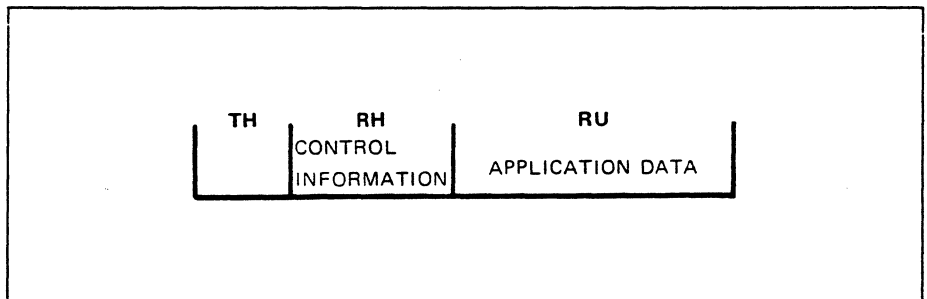 TH RH RU
CONTROL
INFORMATION
APPLICATION DATA